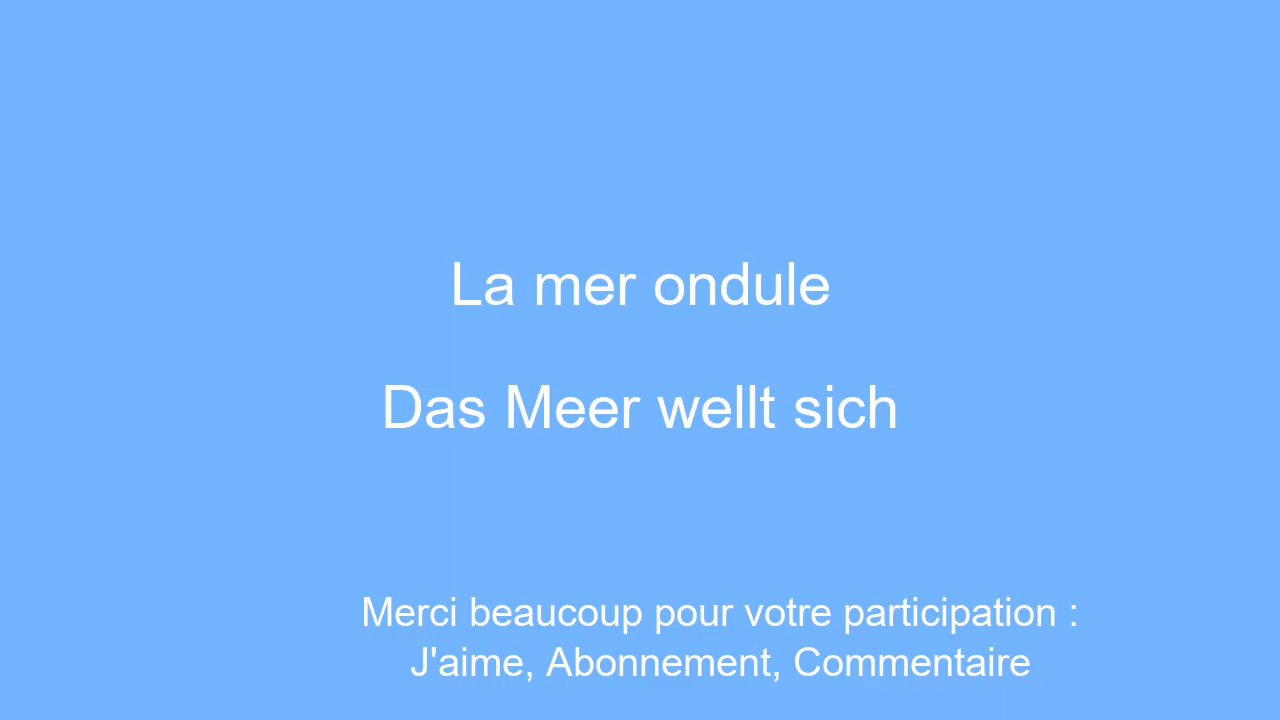 La mer ondule
Das Meer wellt sich
Merci beaucoup pour votre participation :
J'aime, Abonnement, Commentaire